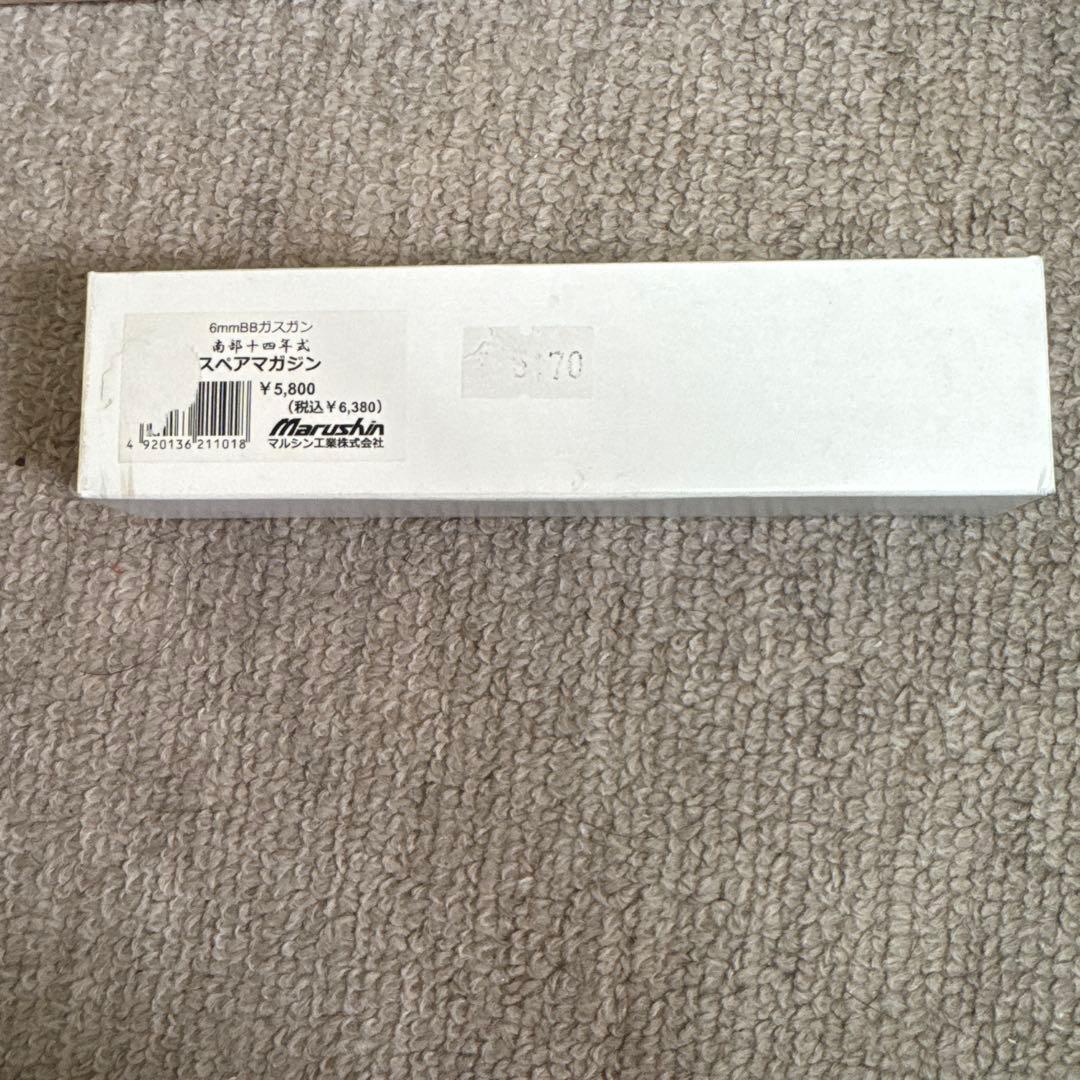 6mmBBガスガン
南部十四年式
スペアマガジン
¥5,800
(税込¥6,380)
Marushin
マルシン工業株式会社
4 920136 211018